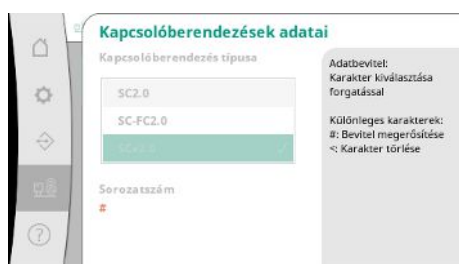 Kapcsolóberendezések adatai
Kapcsolóberendezés típusa
SC2.0
SC-FC2.0
Sorozatszám
#
Adatbevitel:
Karakter kiválasztása
forgatással
Különleges karakterek:
#: Bevitel megerősítése
<: Karakter törlése
?